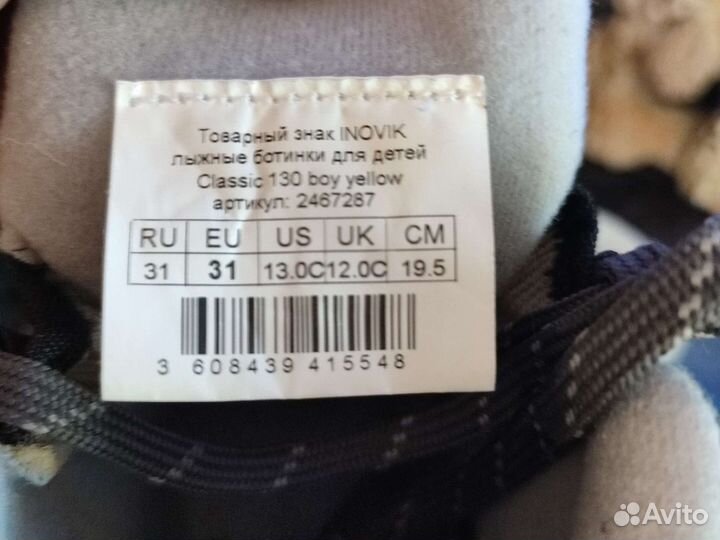 Товарный знак INOVIK
лыжные ботинки для детей
Classic 130 boy yellow
артикул: 2467287
RU EU US UK CM
31 31 13.0C 12.0C 19.5
3 608439 415548
Avito